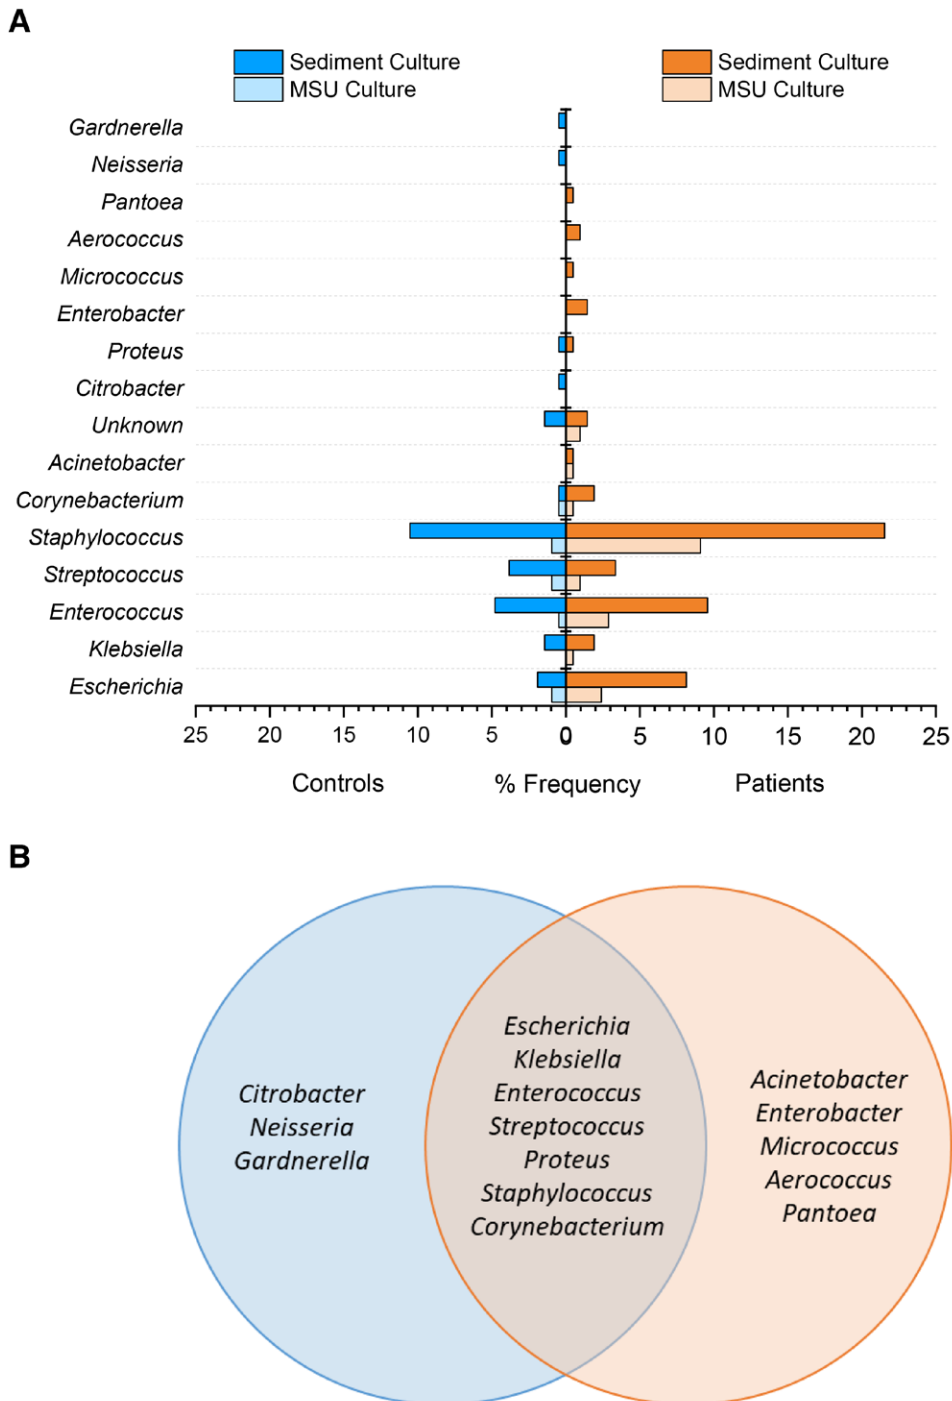 A
Sediment Culture
MSU Culture
Sediment Culture
MSU Culture
Gardnerella
Neisseria
Pantoea
Aerococcus
Micrococcus
Enterobacter
Proteus
Citrobacter
Unknown
Acinetobacter
Corynebacterium
Staphylococcus
Streptococcus
Enterococcus
Klebsiella
Escherichia
25 20 15 10 5 0 0 5 10 15 20 25
Controls % Frequency Patients
B
Citrobacter
Neisseria
Gardnerella
Escherichia
Klebsiella
Enterococcus
Streptococcus
Proteus
Staphylococcus
Corynebacterium
Acinetobacter
Enterobacter
Micrococcus
Aerococcus
Pantoea